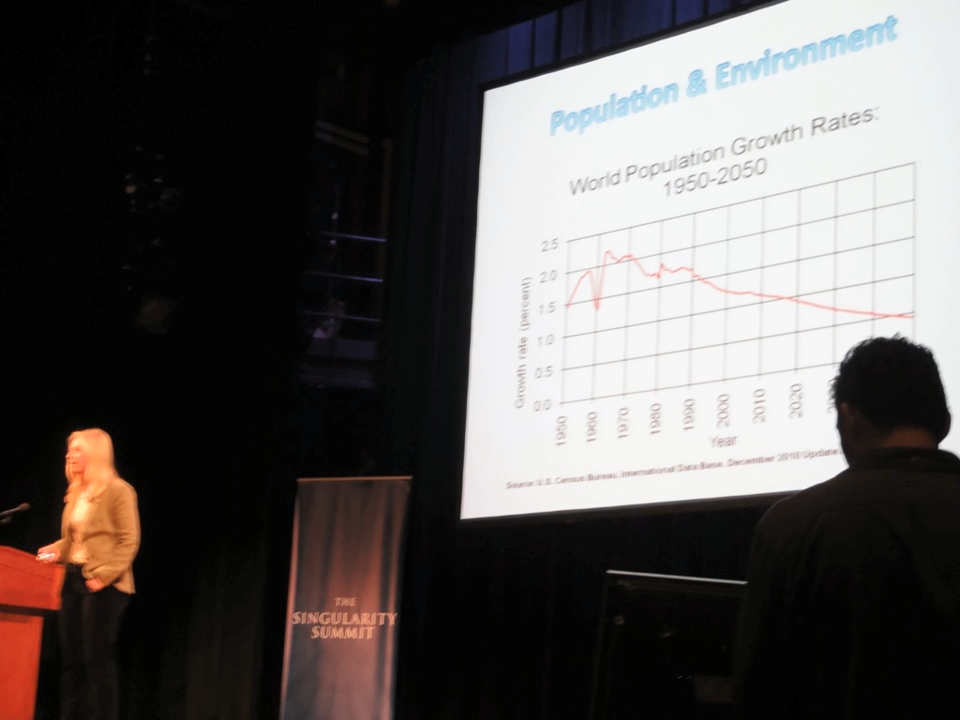 Population & Environment
World Population Growth Rates:
1950-2050
2.5
2.0
1.5
1.0
0.5
0.0
Growth rate (percent)
1950
1960
1970
1980
1990
2000
2010
2020
Year
Source: U.S. Census Bureau, International Data Base, December 2010 Update
THE
SINGULARITY
SUMMIT